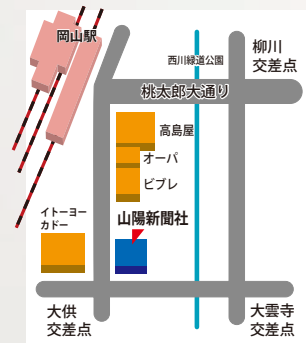 岡山駅
西川緑道公園
柳川
交差点
桃太郎大通り
高島屋
オーパ
ビブレ
山陽新聞社
イトーヨー
カドー
大供
交差点
大雲寺
交差点